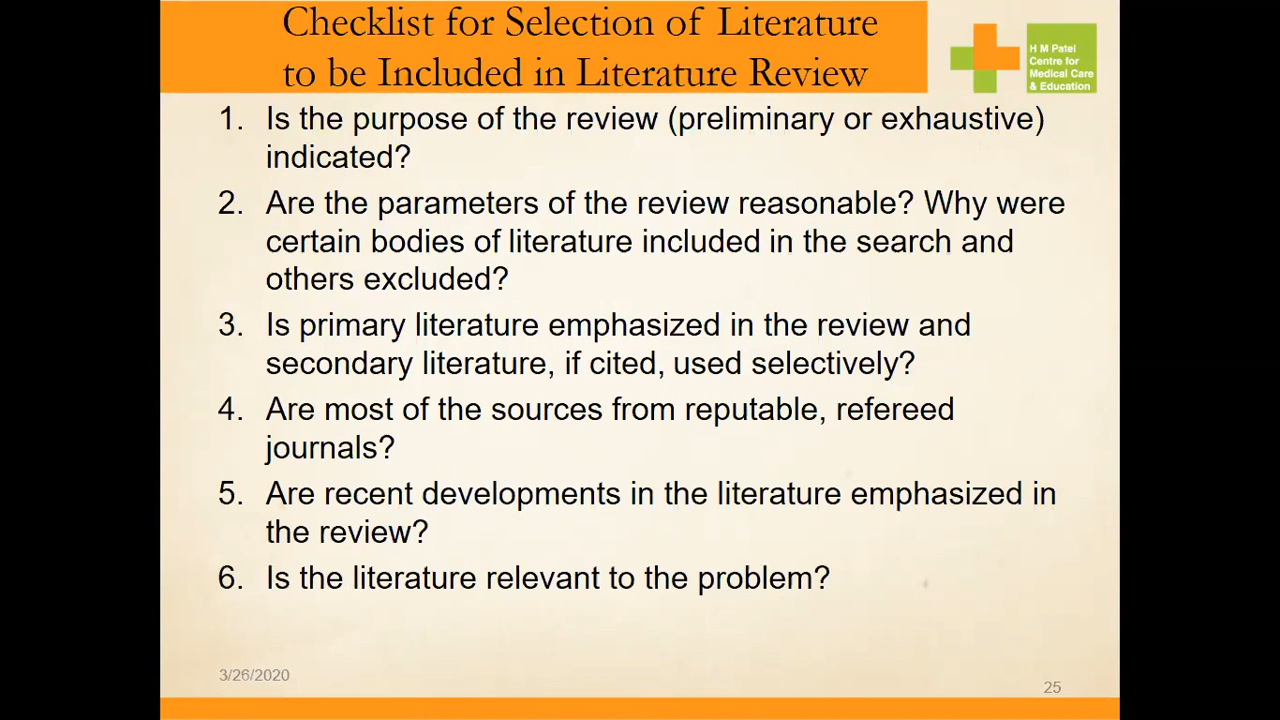 Checklist for Selection of Literature
to be Included in Literature Review
H M Patel
Centre for
Medical Care
& Education
1. Is the purpose of the review (preliminary or exhaustive)
indicated?
2. Are the parameters of the review reasonable? Why were
certain bodies of literature included in the search and
others excluded?
3. Is primary literature emphasized in the review and
secondary literature, if cited, used selectively?
4. Are most of the sources from reputable, refereed
journals?
5. Are recent developments in the literature emphasized in
the review?
6. Is the literature relevant to the problem?
3/26/2020
25